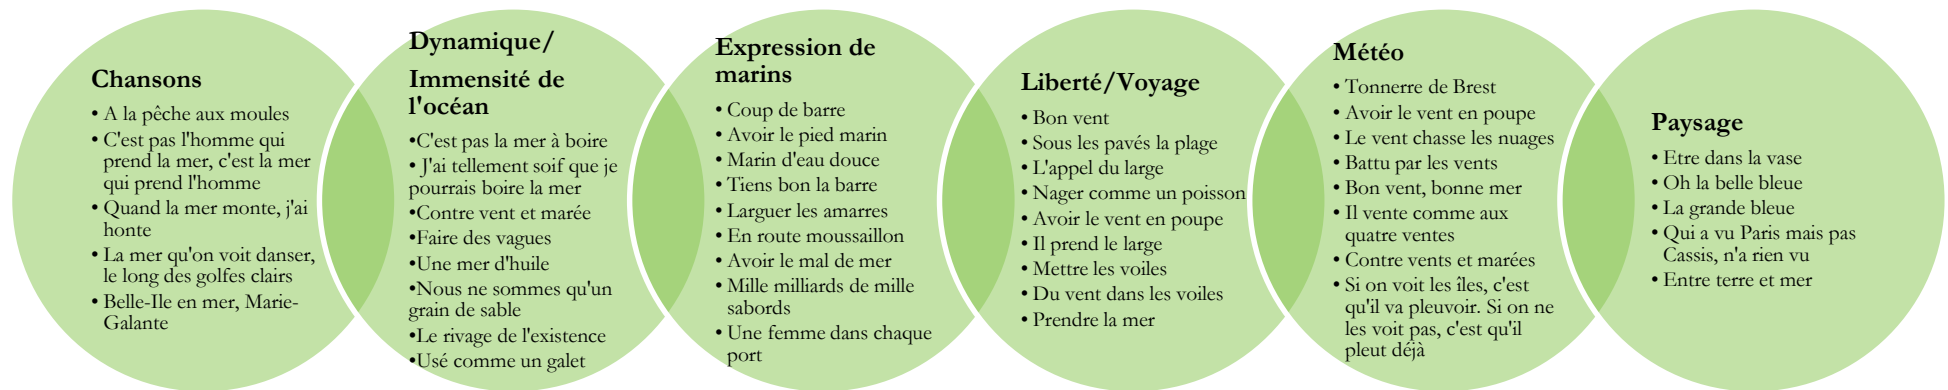 Chansons
• A la pêche aux moules
• C'est pas l'homme qui
prend la mer, c'est la mer
qui prend l'homme
• Quand la mer monte, j'ai
honte
• La mer qu'on voit danser,
le long des golfes clairs
• Belle-Ile en mer, Marie-
Galante
Dynamique/
Immensité de
l'océan
•C'est pas la mer à boire
• J'ai tellement soif que je
pourrais boire la mer
•Contre vent et marée
•Faire des vagues
•Une mer d'huile
•Nous ne sommes qu'un
grain de sable
•Le rivage de l'existence
•Usé comme un galet
Expression de
marins
• Coup de barre
• Avoir le pied marin
• Marin d'eau douce
• Tiens bon la barre
• Larguer les amarres
• En route moussaillon
• Avoir le mal de mer
• Mille milliards de mille
sabords
• Une femme dans chaque
port
Liberté/Voyage
• Bon vent
• Sous les pavés la plage
• L'appel du large
• Nager comme un poisson
• Avoir le vent en poupe
• Il prend le large
• Mettre les voiles
• Du vent dans les voiles
• Prendre la mer
Météo
• Tonnerre de Brest
• Avoir le vent en poupe
• Le vent chasse les nuages
• Battu par les vents
• Bon vent, bonne mer
• Il vente comme aux
quatre ventes
• Contre vents et marées
• Si on voit les îles, c'est
qu'il va pleuvoir. Si on ne
les voit pas, c'est qu'il
pleut déjà
Paysage
• Etre dans la vase
• Oh la belle bleue
• La grande bleue
• Qui a vu Paris mais pas
Cassis, n'a rien vu
• Entre terre et mer